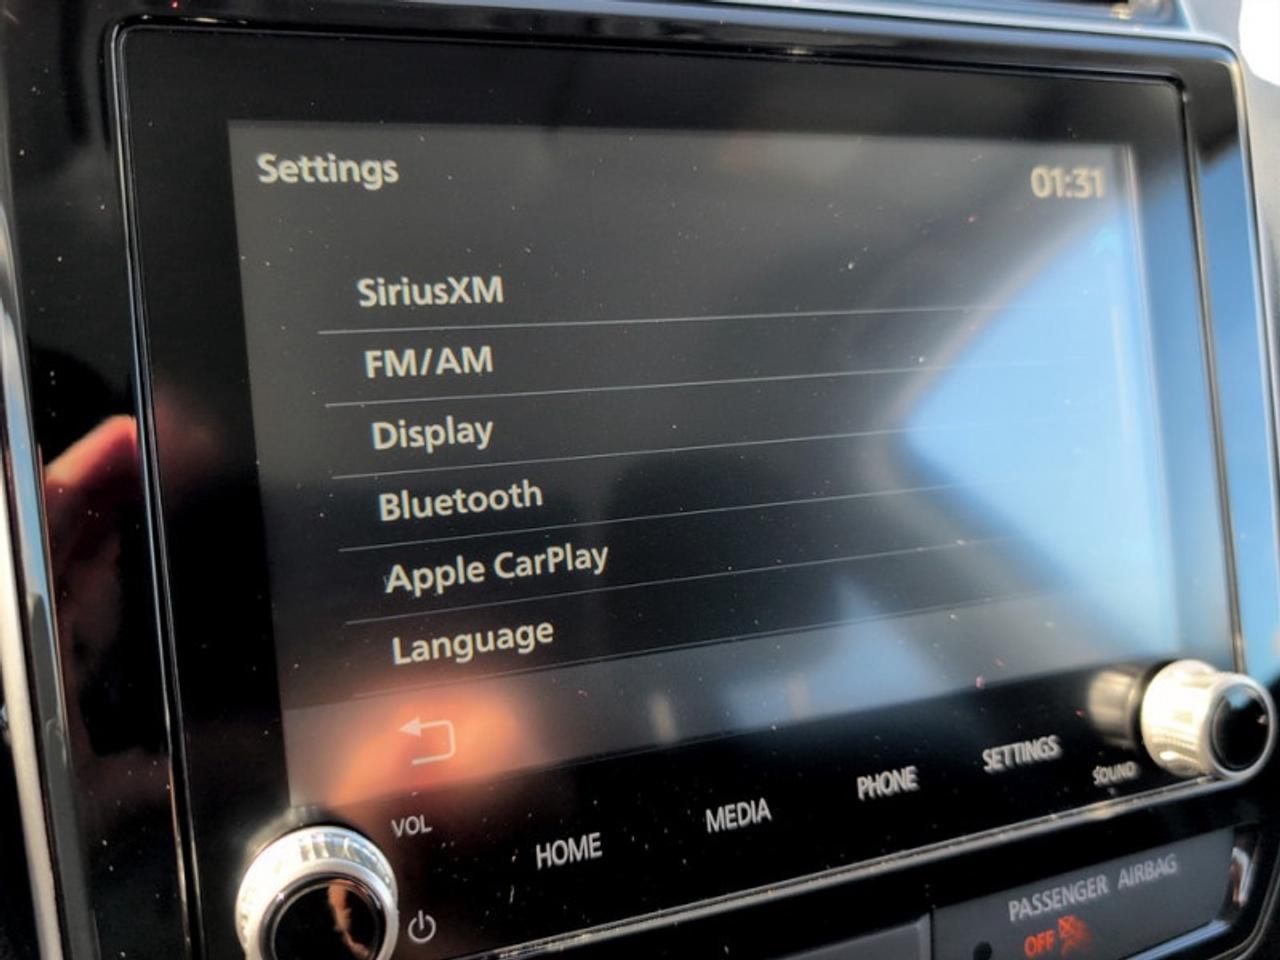 Settings
01:31
SiriusXM
FM/AM
Display
Bluetooth
Apple CarPlay
Language
VOL
HOME
MEDIA
PHONE
SETTINGS
SOUND
PASSENGER AIRBAG
OFF